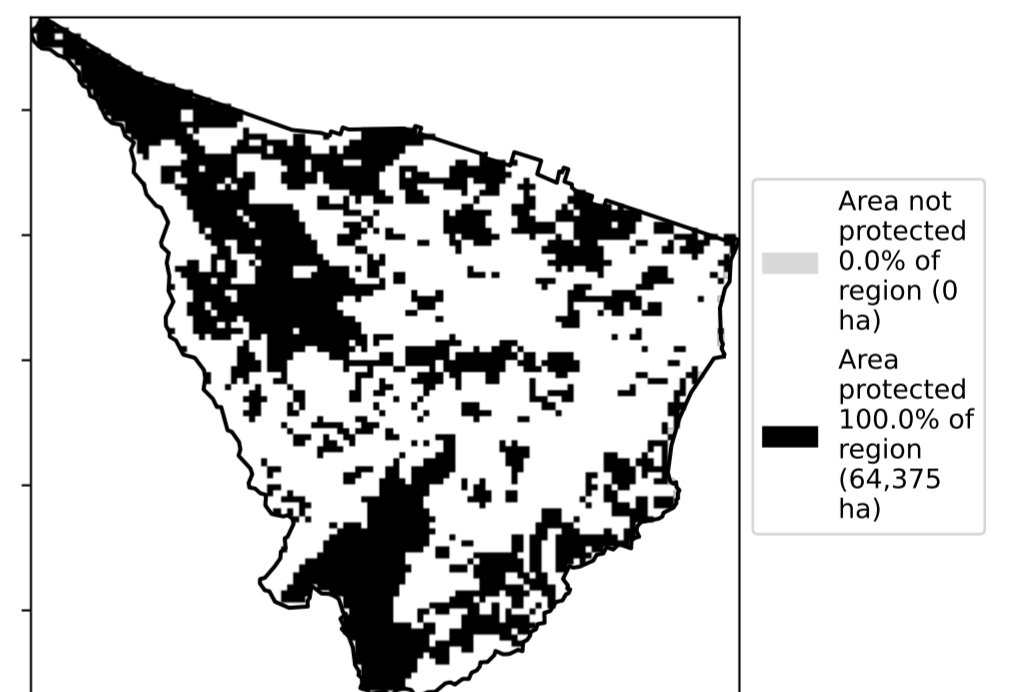 Area not
protected
0.0% of
region (0
ha)
Area
protected
100.0% of
region
(64,375
ha)